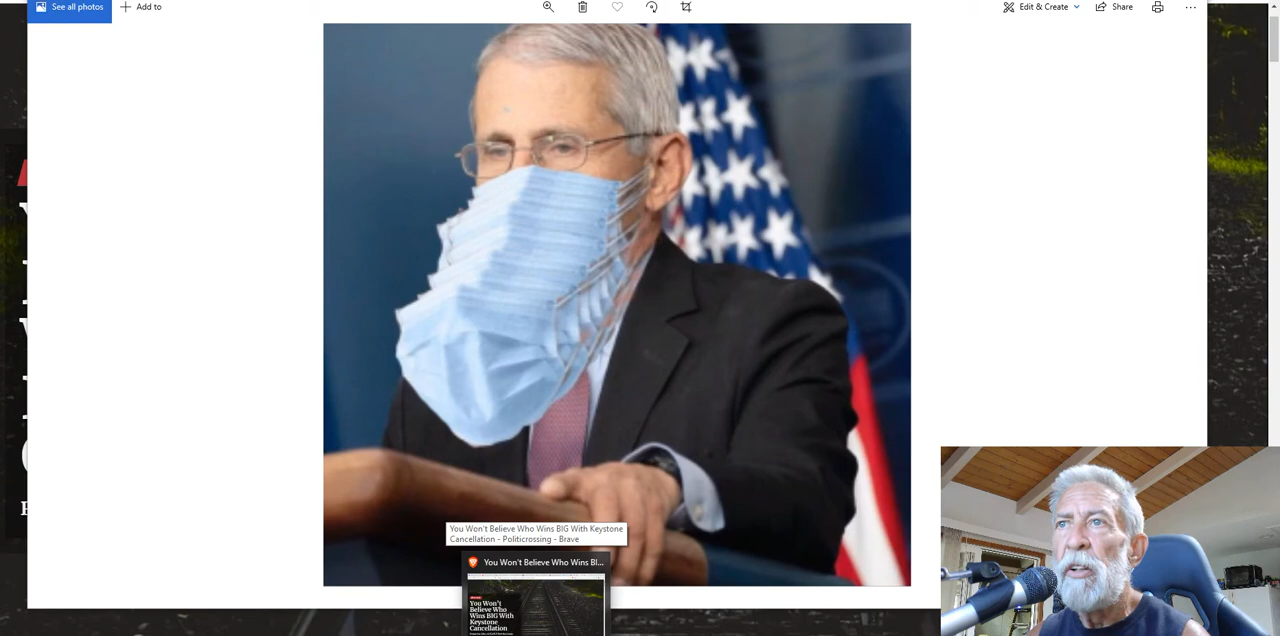 See all photos
Add to
Edit & Create
Share
You Won't Believe Who Wins BIG With Keystone
Cancellation - Politicrossing - Brave
You Won't Believe Who Wins Bl...
You Won't
Believe Who
Wins BIG With
Keystone
Cancellation